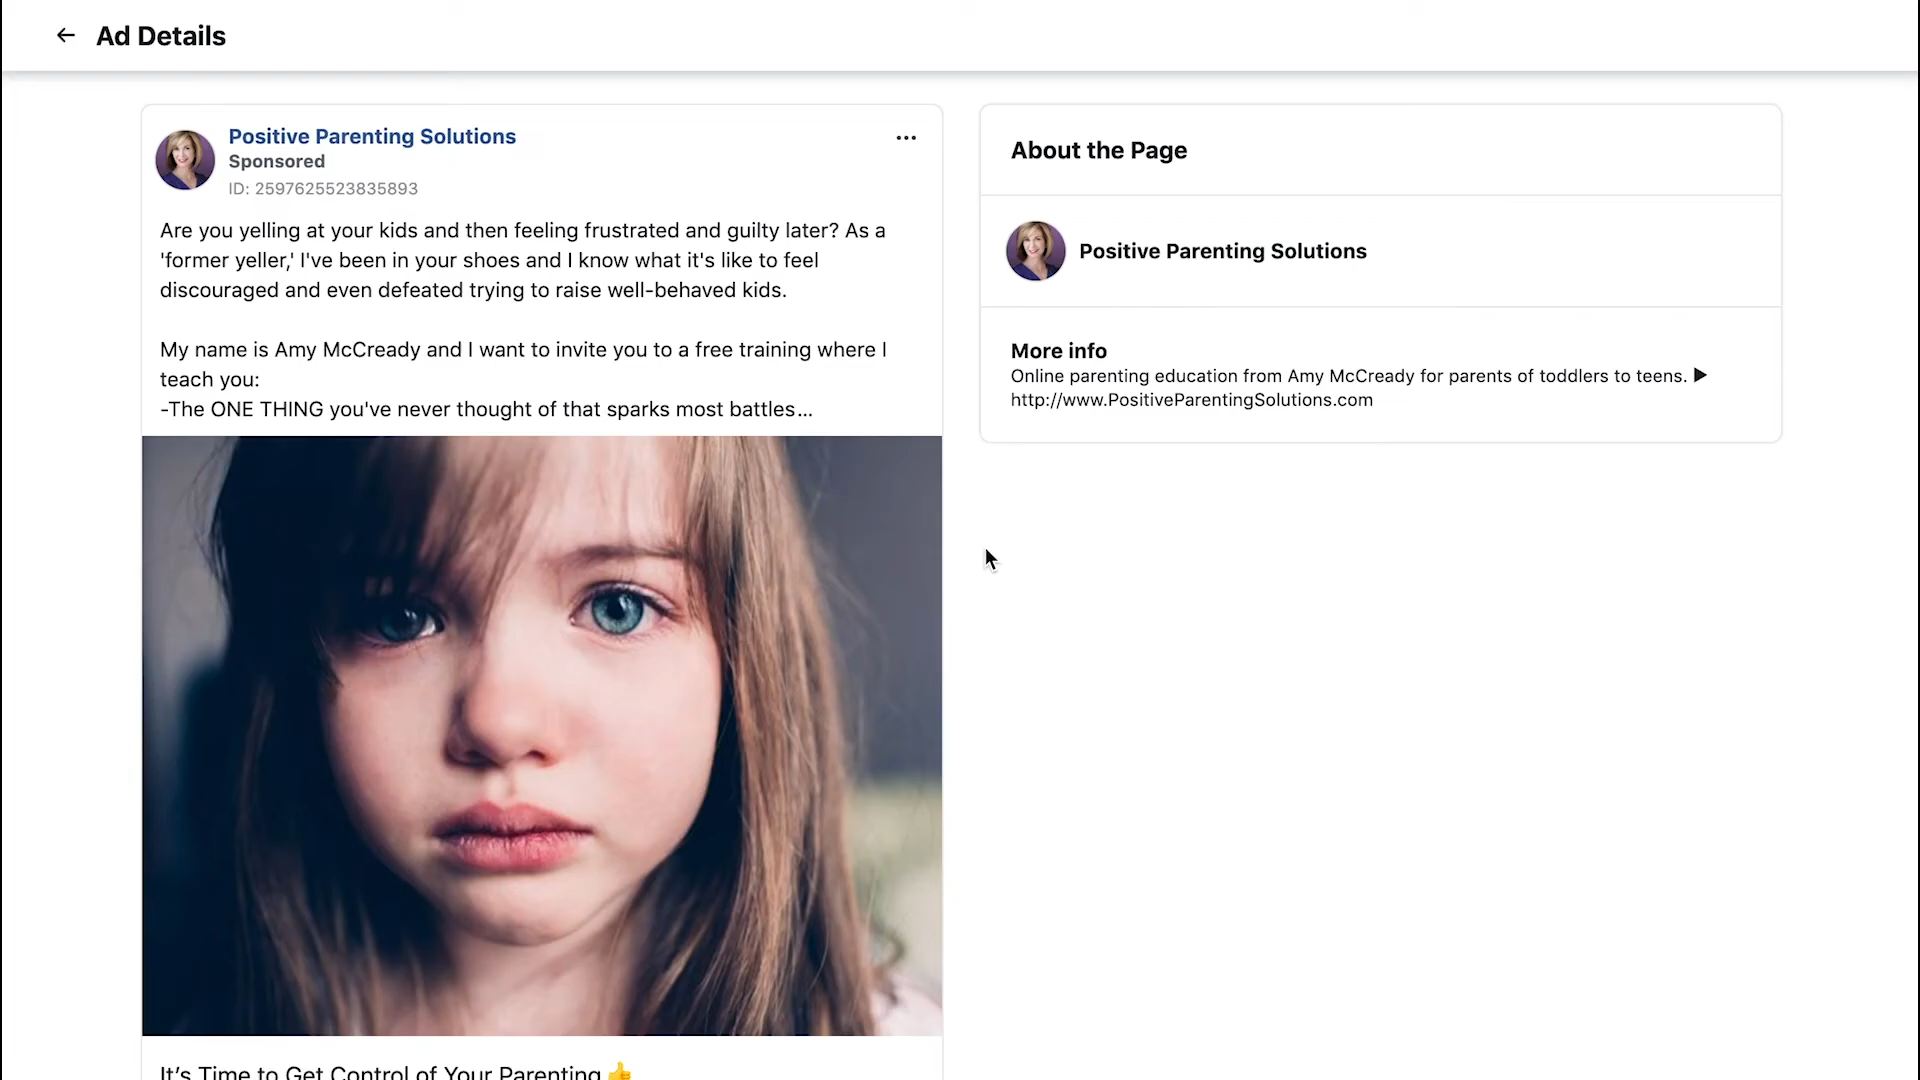 Ad Details
Positive Parenting Solutions
Sponsored
ID: 2597625523835893
Are you yelling at your kids and then feeling frustrated and guilty later? As a
'former yeller,' I've been in your shoes and I know what it's like to feel
discouraged and even defeated trying to raise well-behaved kids.
My name is Amy McCready and I want to invite you to a free training where I
teach you:
-The ONE THING you've never thought of that sparks most battles...
It's Time to Get Control of Your Parenting 👍
About the Page
Positive Parenting Solutions
More info
Online parenting education from Amy McCready for parents of toddlers to teens. ▶
http://www.PositiveParentingSolutions.com